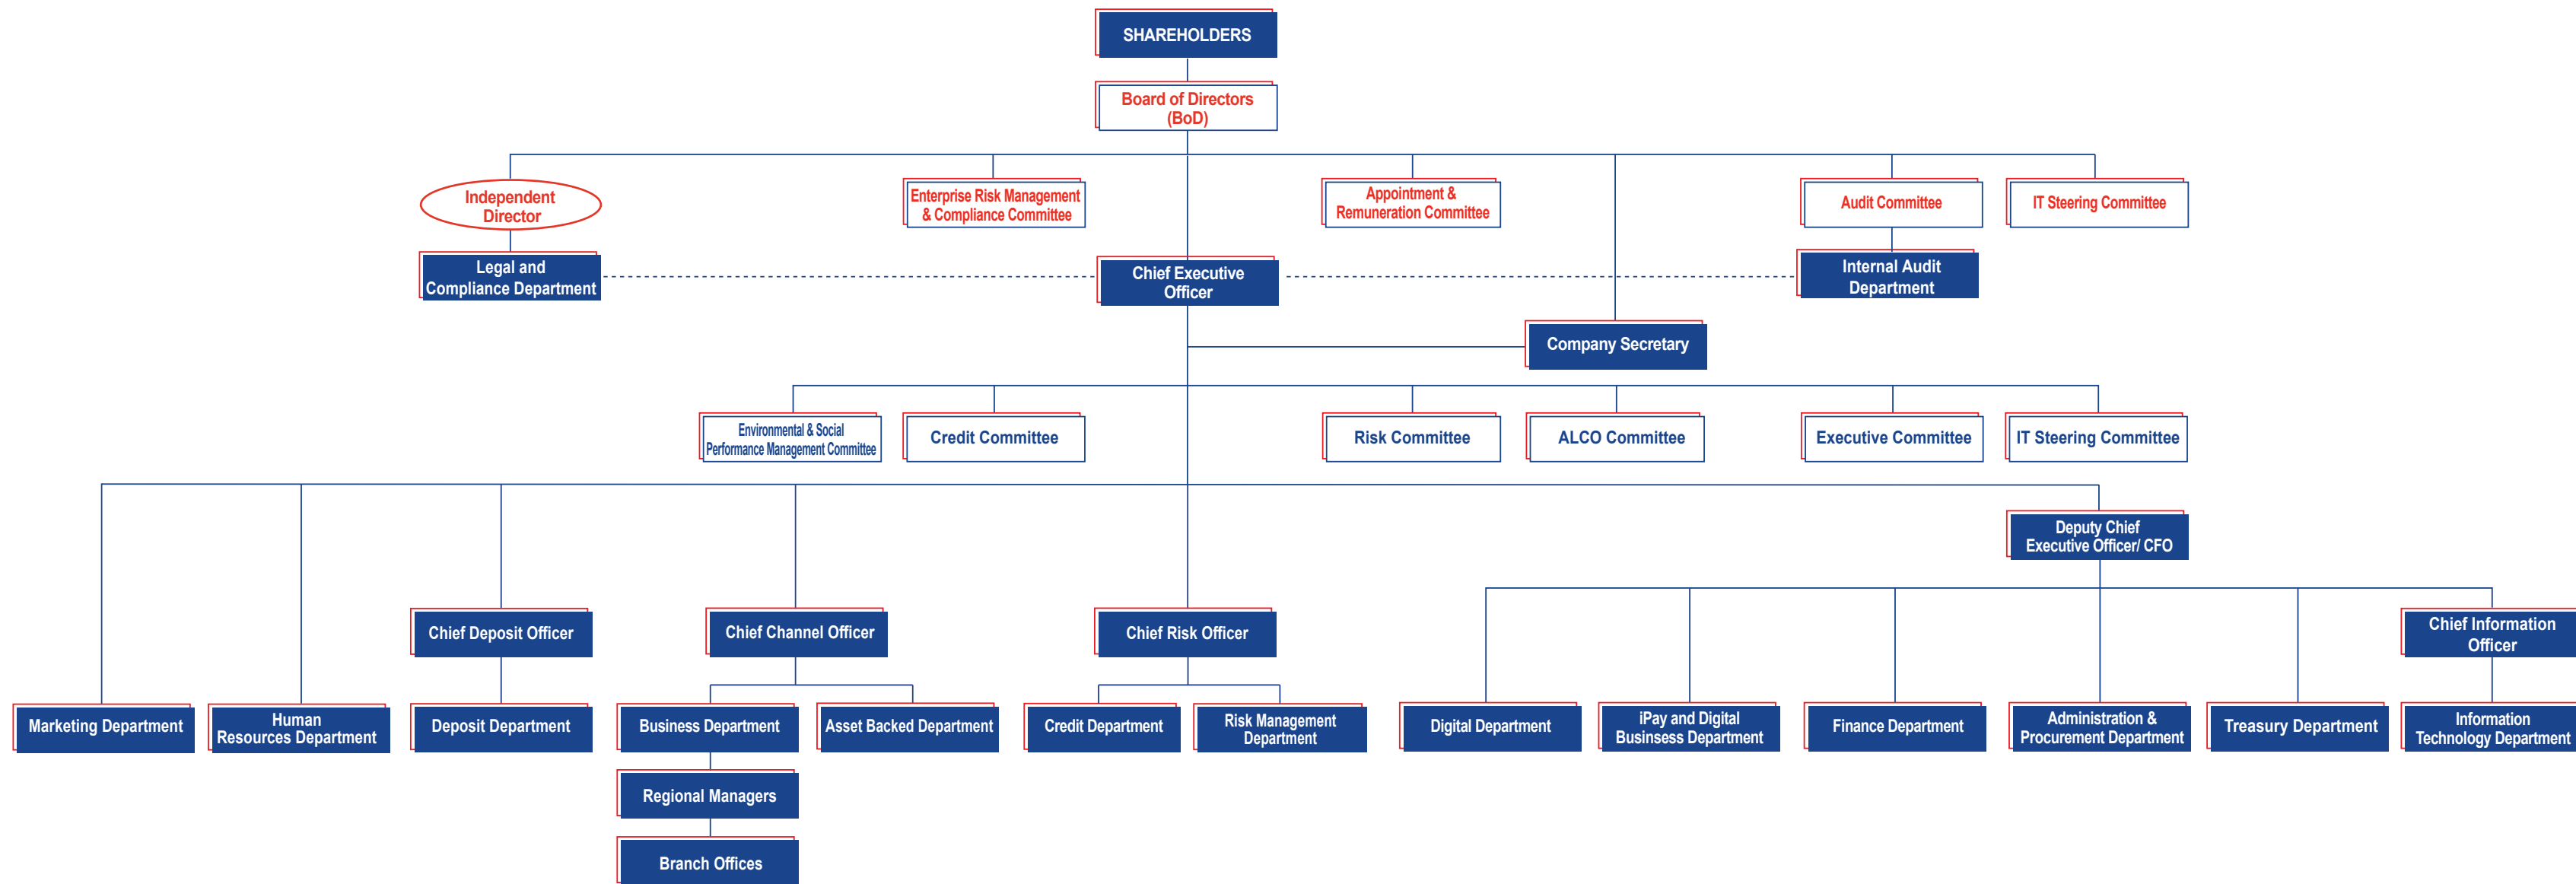 SHAREHOLDERS
Board of Directors
(BoD)
Independent
Director
Enterprise Risk Management
& Compliance Committee
Appointment &
Remuneration Committee
Audit Committee
IT Steering Committee
Legal and
Compliance Department
Chief Executive
Officer
Internal Audit
Department
Company Secretary
Environmental & Social
Performance Management Committee
Credit Committee
Risk Committee
ALCO Committee
Executive Committee
IT Steering Committee
Deputy Chief
Executive Officer/ CFO
Chief Deposit Officer
Chief Channel Officer
Chief Risk Officer
Chief Information
Officer
Marketing Department
Human
Resources Department
Deposit Department
Business Department
Asset Backed Department
Credit Department
Risk Management
Department
Digital Department
iPay and Digital
Businsess Department
Finance Department
Administration &
Procurement Department
Treasury Department
Information
Technology Department
Regional Managers
Branch Offices